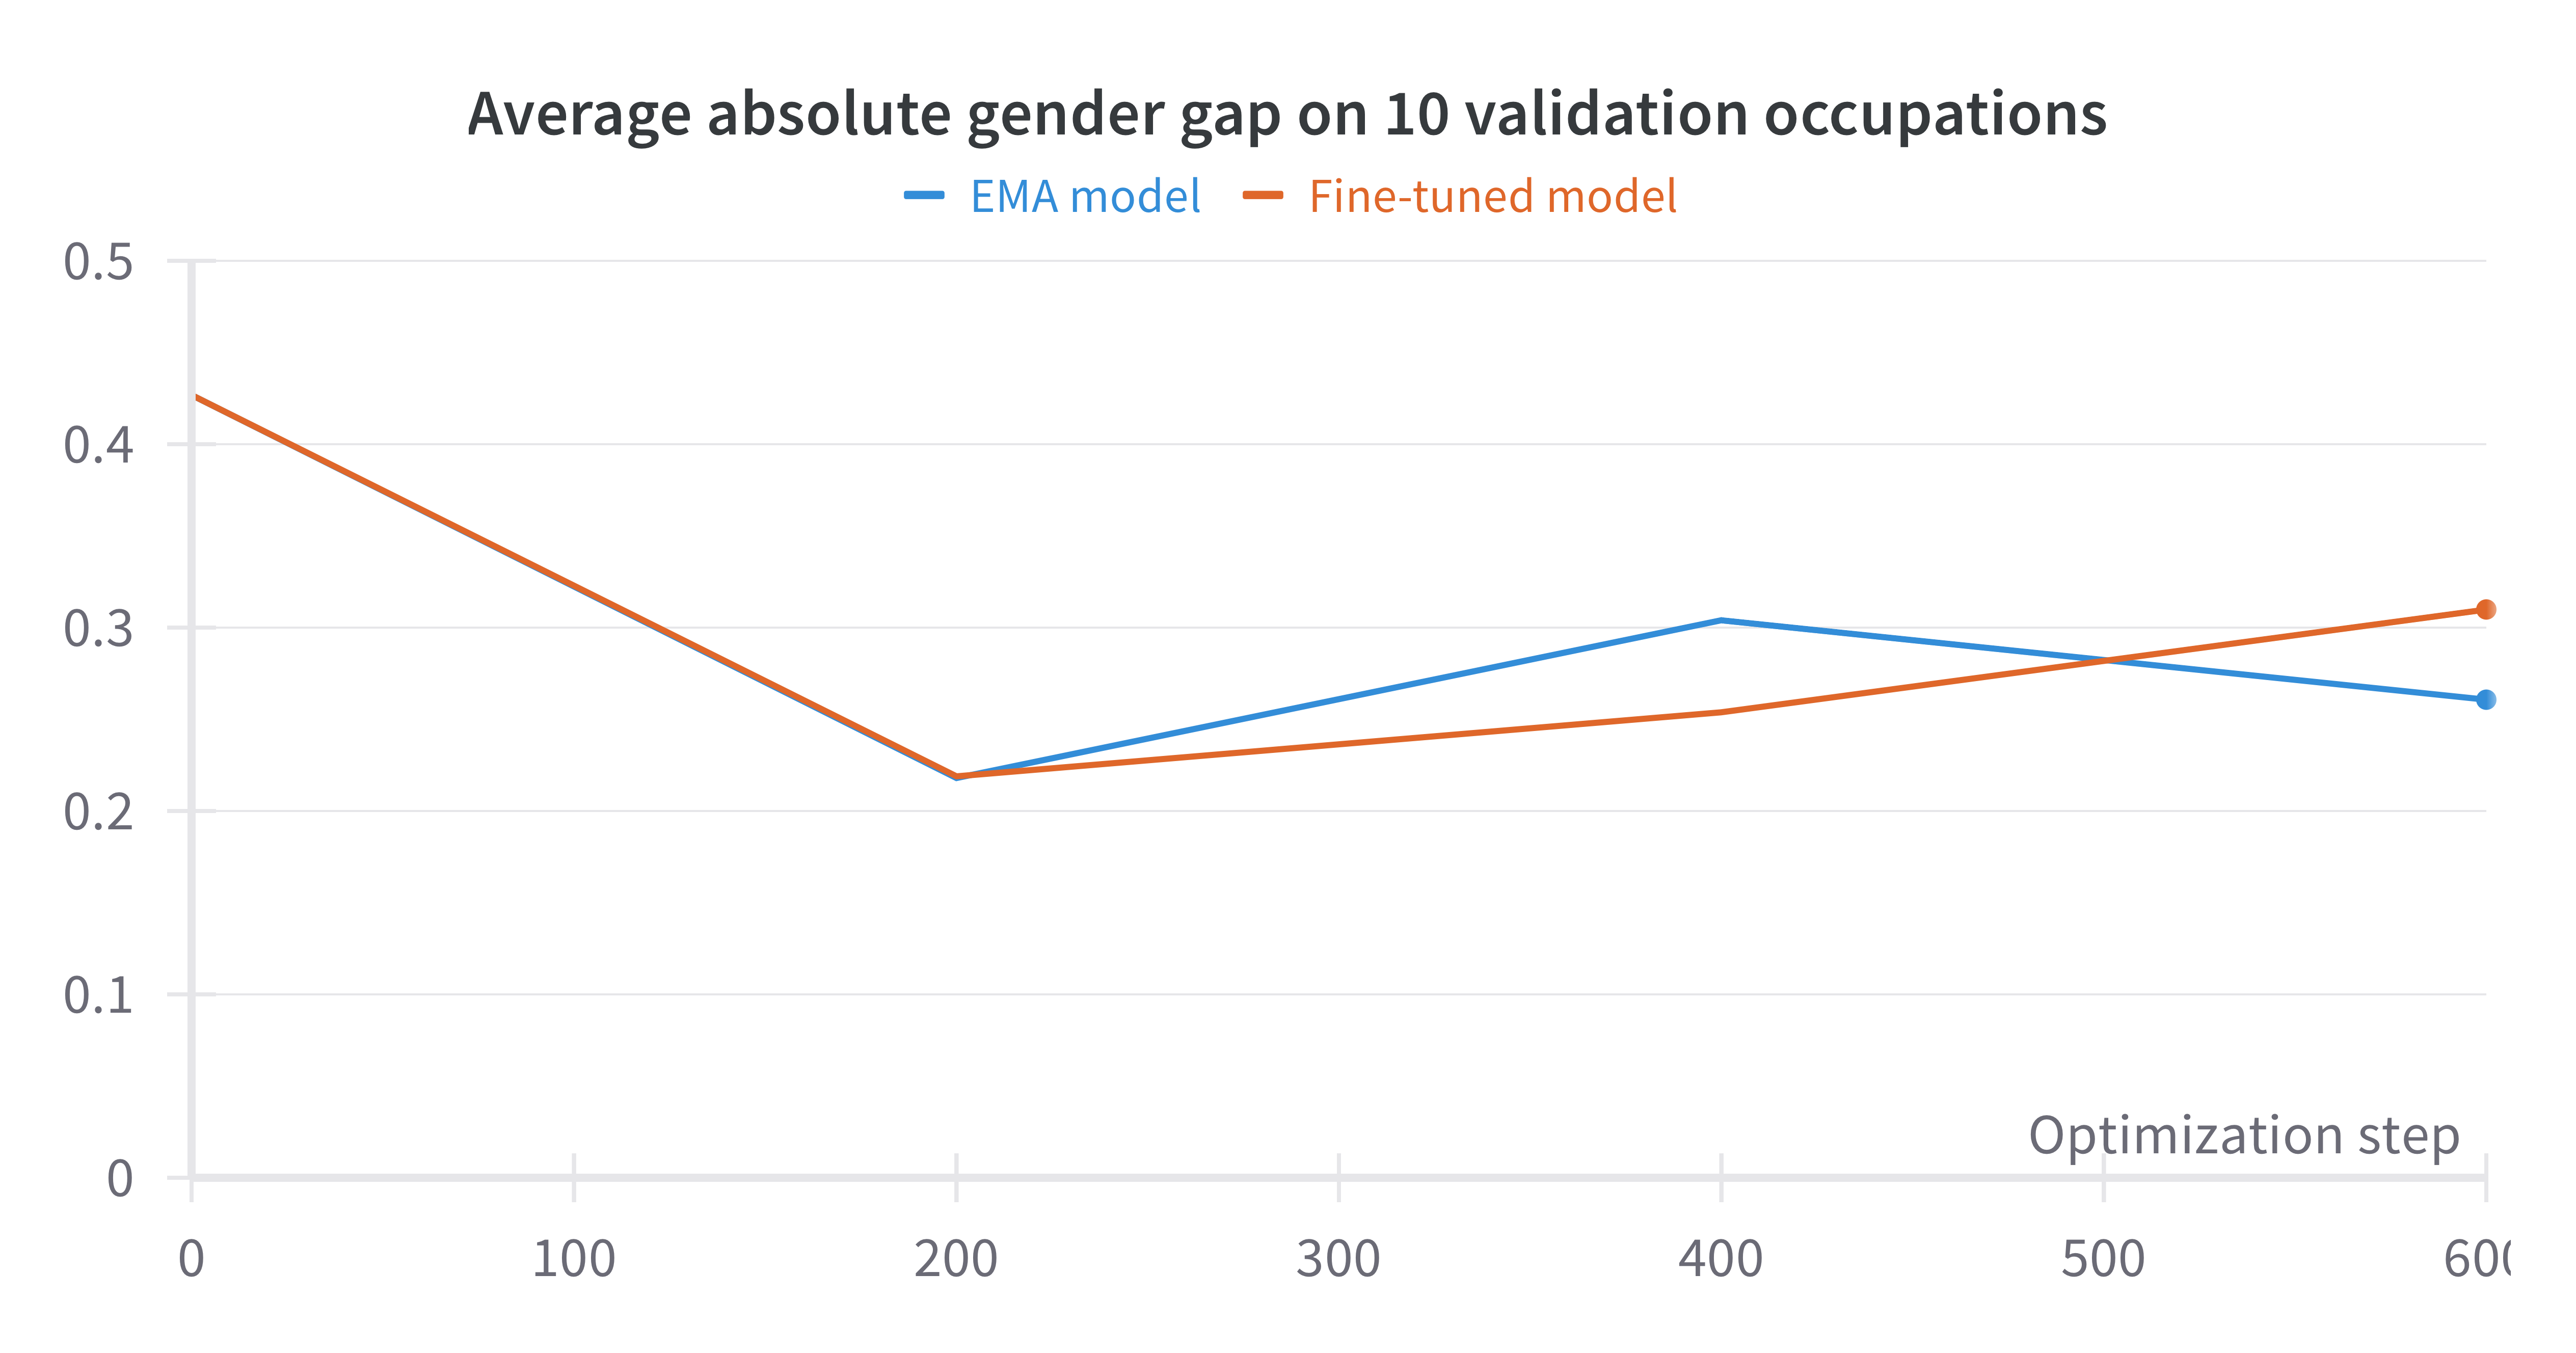 Average absolute gender gap on 10 validation occupations
EMA model Fine-tuned model
0.5
0.4
0.3
0.2
0.1
0
Optimization step
0 100 200 300 400 500 60